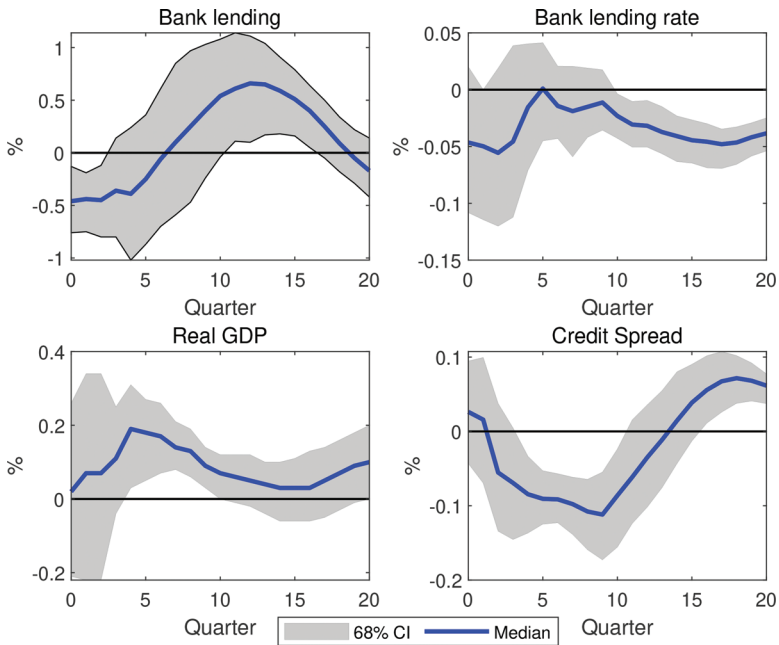 Bank lending
1
0.5
0
-0.5
-1
%
0 5 10 15 20
Quarter
Bank lending rate
0.05
0
-0.05
-0.1
-0.15
%
0 5 10 15 20
Quarter
Real GDP
0.4
0.2
0
-0.2
%
0 5 10 15 20
Quarter
Credit Spread
0.1
0
-0.1
-0.2
%
0 5 10 15 20
Quarter
68% CI Median